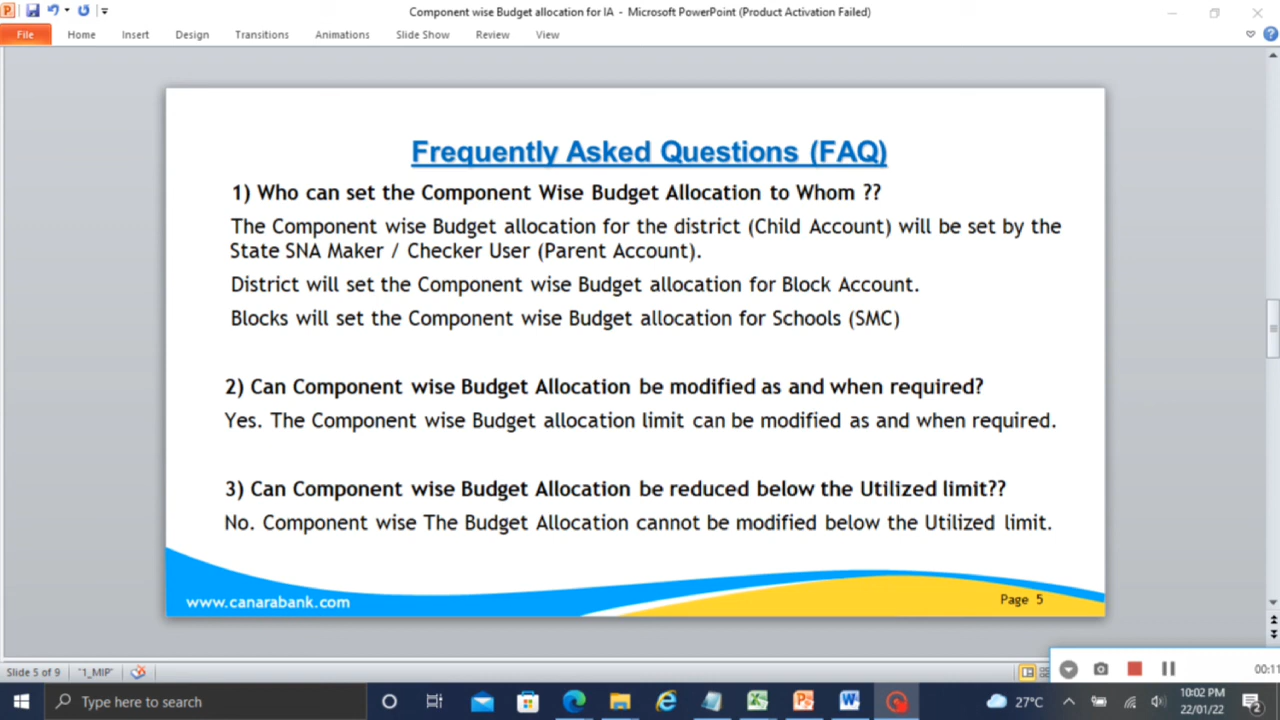 Component wise Budget allocation for IA - Microsoft PowerPoint (Product Activation Failed)
File Home Insert Design Transitions Animations Slide Show Review View
Frequently Asked Questions (FAQ)
1) Who can set the Component Wise Budget Allocation to Whom ??
The Component wise Budget allocation for the district (Child Account) will be set by the
State SNA Maker / Checker User (Parent Account).
District will set the Component wise Budget allocation for Block Account.
Blocks will set the Component wise Budget allocation for Schools (SMC)
2) Can Component wise Budget Allocation be modified as and when required?
Yes. The Component wise Budget allocation limit can be modified as and when required.
3) Can Component wise Budget Allocation be reduced below the Utilized limit??
No. Component wise The Budget Allocation cannot be modified below the Utilized limit.
www.canarabank.com
Page 5
Slide 5 of 9 "1_MIP"
00:11
Type here to search
27°C
10:02 PM
22/01/22
2